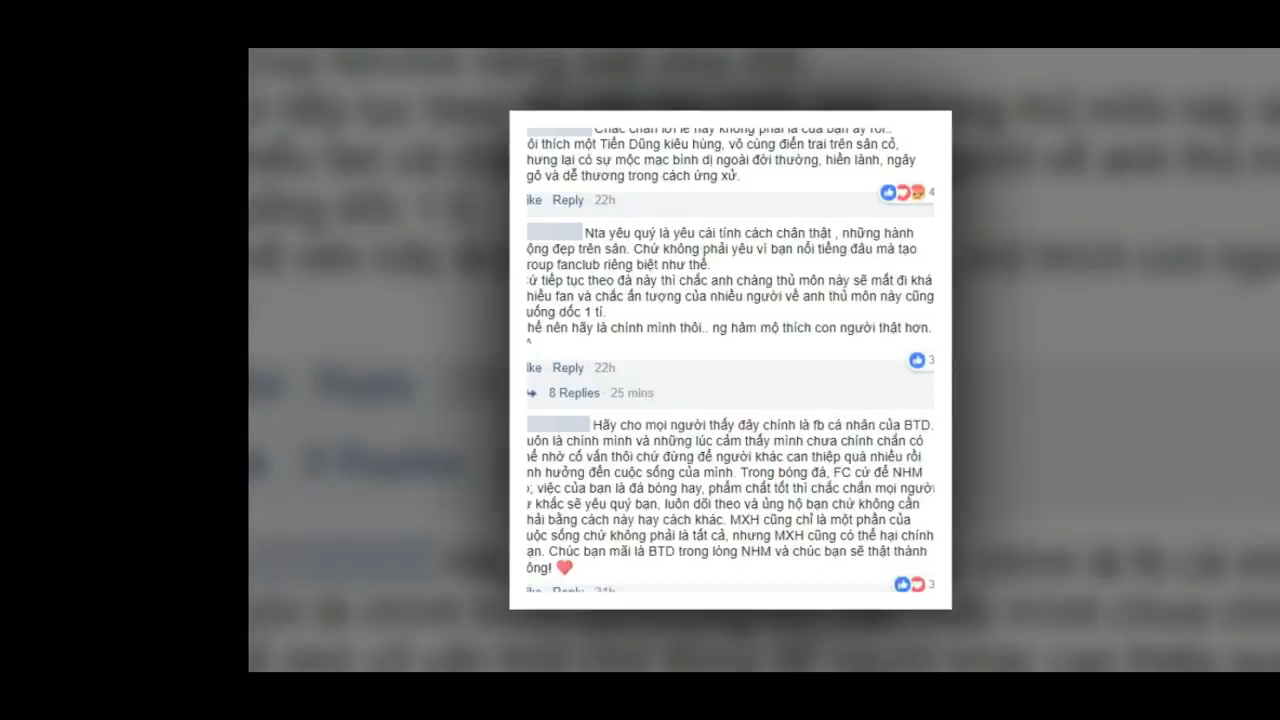 Chắc chắn lời lẽ này không phải là của bạn ấy rồi..
ôi thích một Tiến Dũng kiêu hùng, vô cùng điển trai trên sân cỏ,
hưng lại có sự mộc mạc bình dị ngoài đời thường, hiền lành, ngây
gô và dễ thương trong cách ứng xử.
ike Reply · 22h
4
Nta yêu quý là yêu cái tính cách chân thật , những hành
ộng đẹp trên sân. Chứ không phải yêu vì bạn nổi tiếng đâu mà tạo
roup fanclub riêng biệt như thế.
ứ tiếp tục theo đà này thì chắc anh chàng thủ môn này sẽ mất đi khá
hiều fan và chắc ấn tượng của nhiều người về anh thủ môn này cũng
uống dốc 1 tí.
hế nên hãy là chính mình thôi.. ng hâm mộ thích con người thật hơn.
^
3
ike Reply · 22h
8 Replies · 25 mins
Hãy cho mọi người thấy đây chính là fb cá nhân của BTD.
uôn là chính mình và những lúc cảm thấy mình chưa chính chắn có
hể nhờ cố vấn thôi chứ đừng để người khác can thiệp quá nhiều rồi
nh hưởng đến cuộc sống của mình. Trong bóng đá, FC cứ để NHM
việc của bạn là đá bóng hay, phẩm chất tốt thì chắc chắn mọi người
ự khắc sẽ yêu quý bạn, luôn dõi theo và ủng hộ bạn chứ không cần
hải bằng cách này hay cách khác. MXH cũng chỉ là một phần của
uộc sống chứ không phải là tất cả, nhưng MXH cũng có thể hại chính
ạn. Chúc bạn mãi là BTD trong lòng NHM và chúc bạn sẽ thật thành
ông! ❤
ike Reply · 21h
3